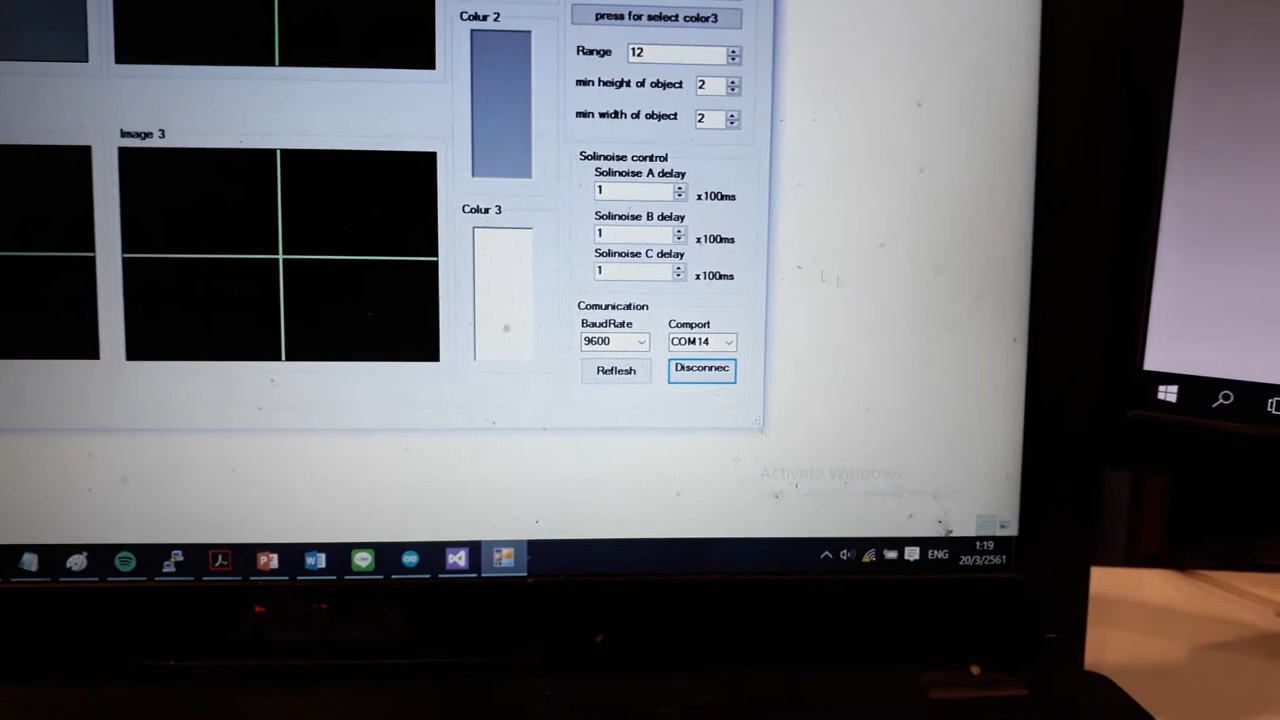 Colur 2
press for select color3
Range 12
min height of object 2
min width of object 2
Image 3
Solinoise control
Solinoise A delay
1 x100ms
Colur 3
Solinoise B delay
1 x100ms
Solinoise C delay
1 x100ms
Comunication
BaudRate Comport
9600 COM14
Reflesh Disconnec
Activate Windows
ENG
1:19
20/3/2561